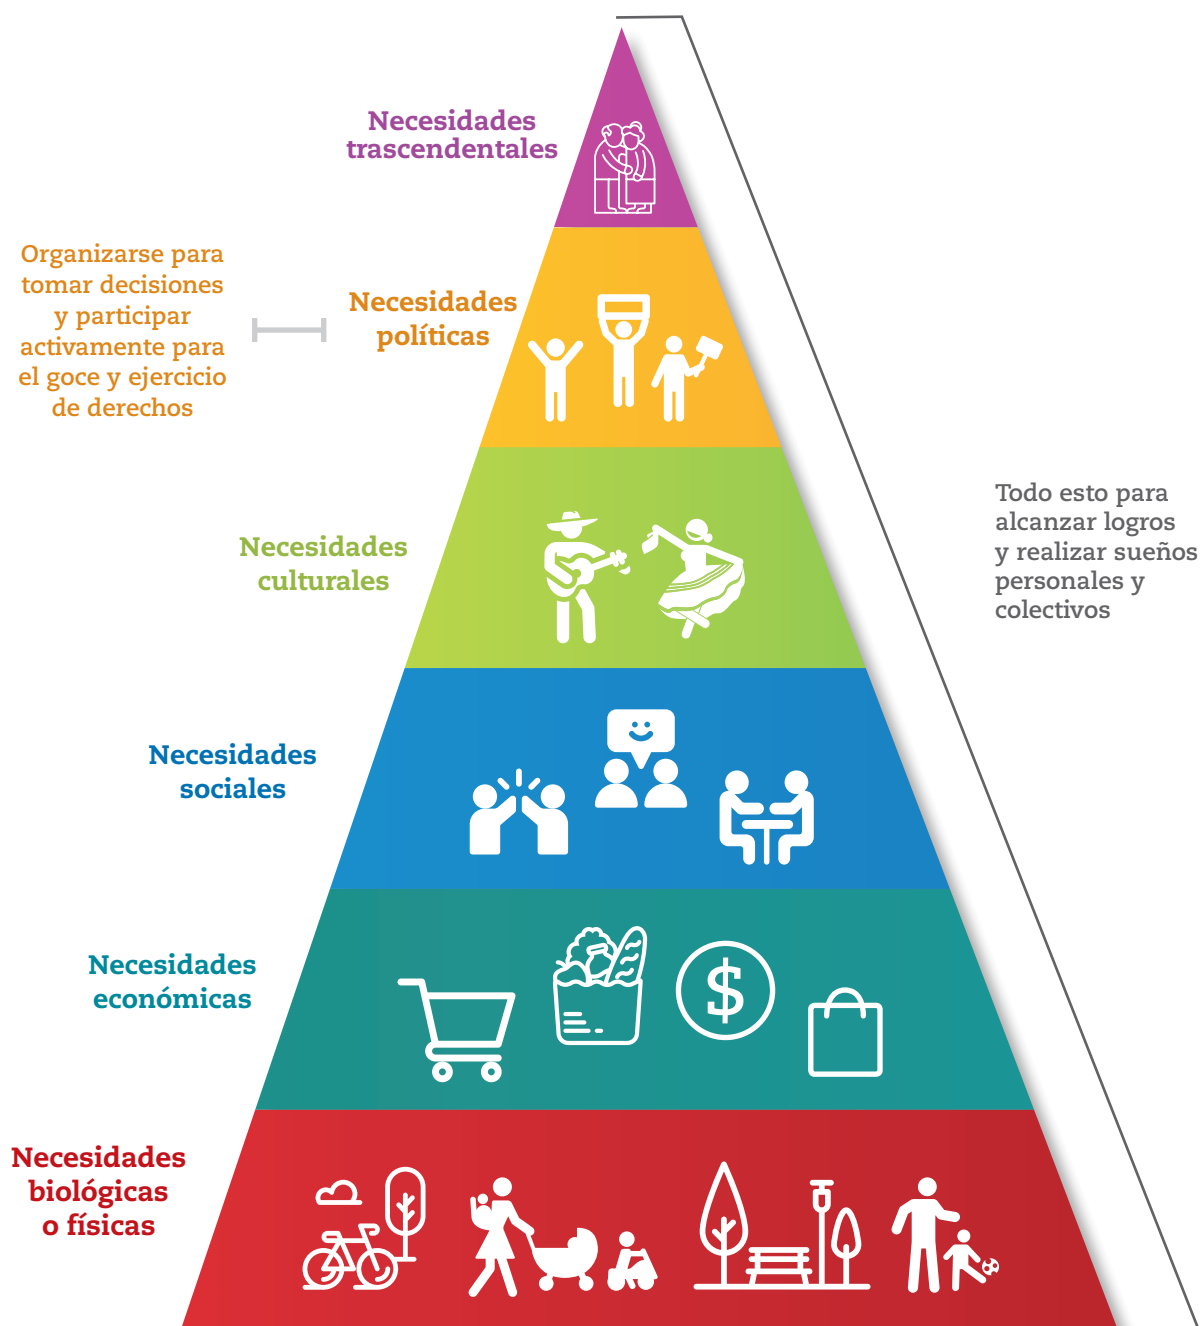 Necesidades
trascendentales
Organizarse para
tomar decisiones
y participar
activamente para
el goce y ejercicio
de derechos
Necesidades
políticas
Necesidades
culturales
Todo esto para
alcanzar logros
y realizar sueños
personales y
colectivos
Necesidades
sociales
Necesidades
económicas
$
Necesidades
biológicas
o físicas